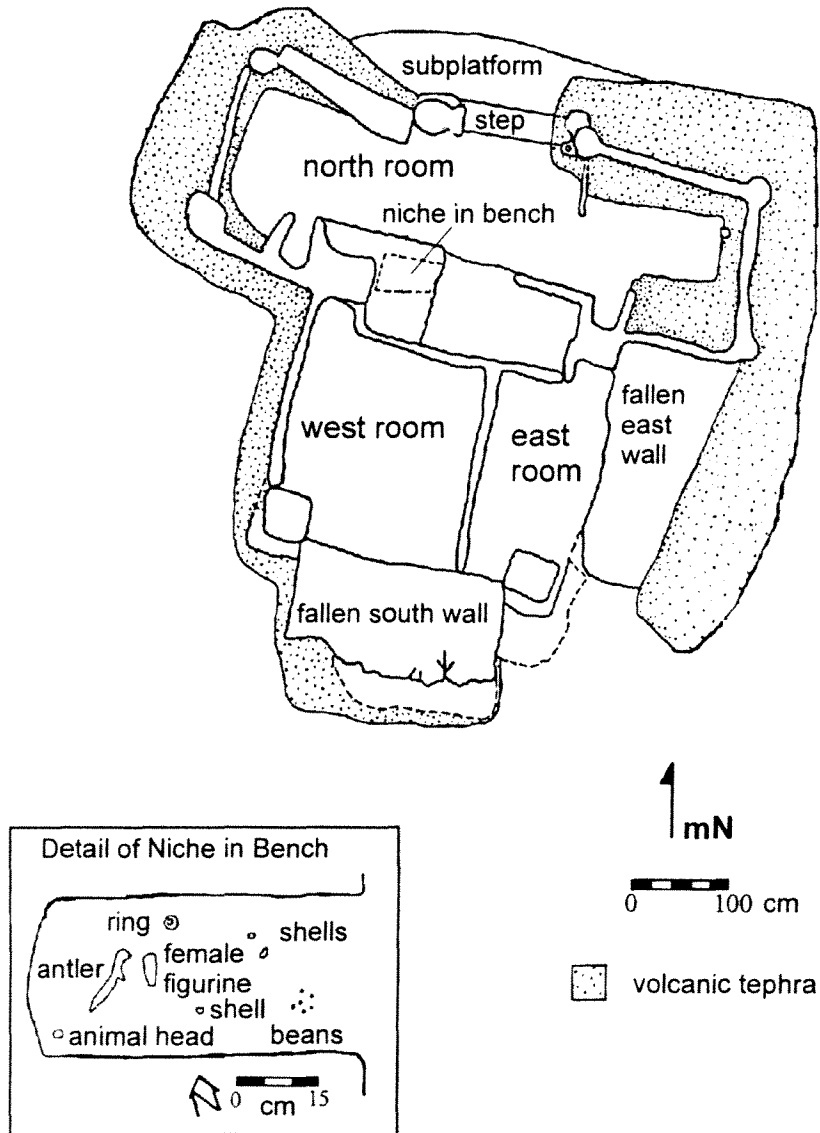 subplatform
step
north room
niche in bench
west room
east
room
fallen
east
wall
fallen south wall
mN
0 100 cm
volcanic tephra
Detail of Niche in Bench
ring
shells
antler
female
figurine
shell
animal head
beans
0 cm 15